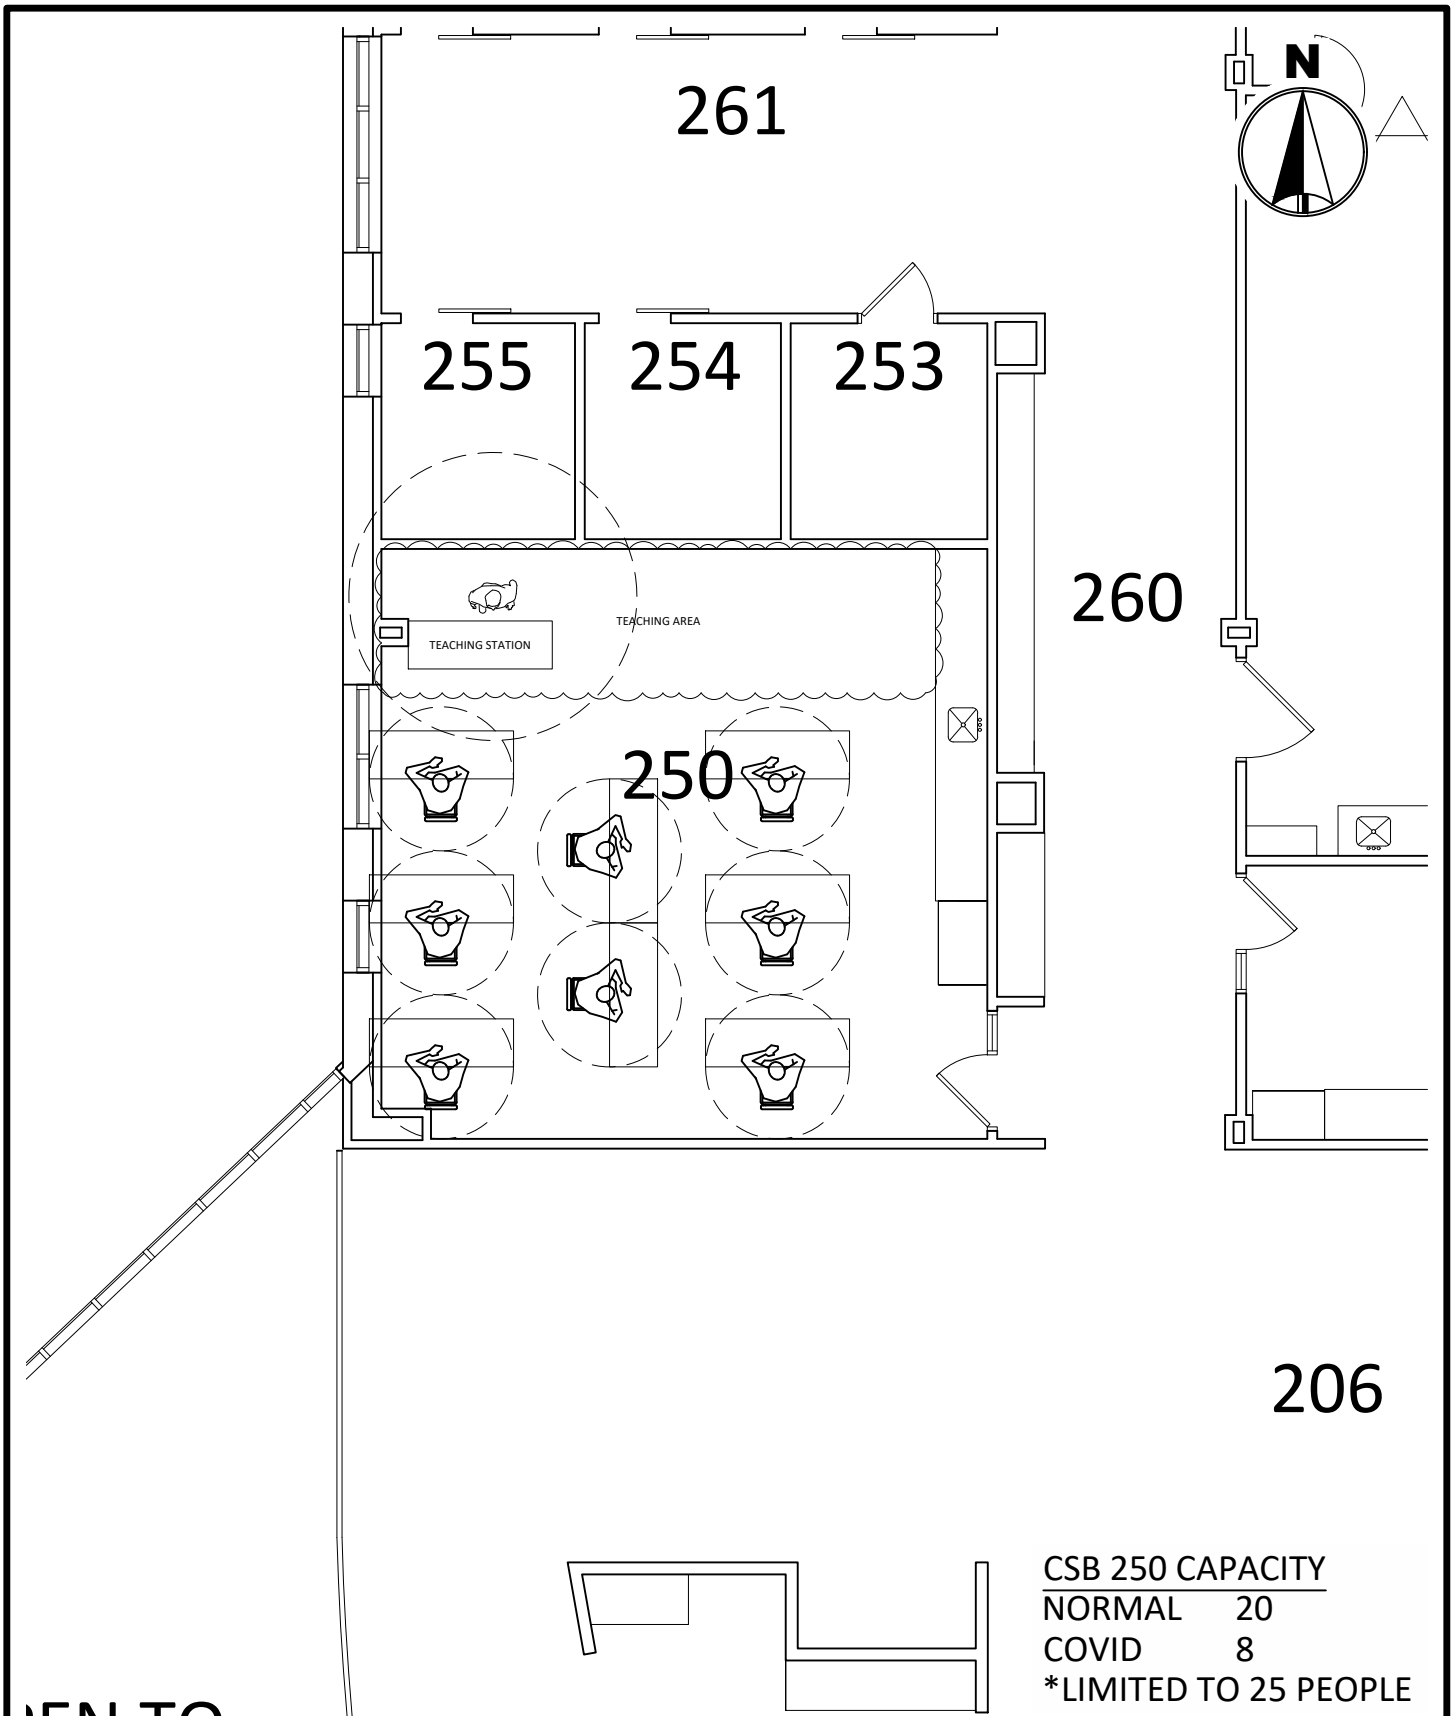 N
261
255
254
253
260
TEACHING AREA
TEACHING STATION
250
206
CSB 250 CAPACITY
NORMAL 20
COVID 8
*LIMITED TO 25 PEOPLE
TO